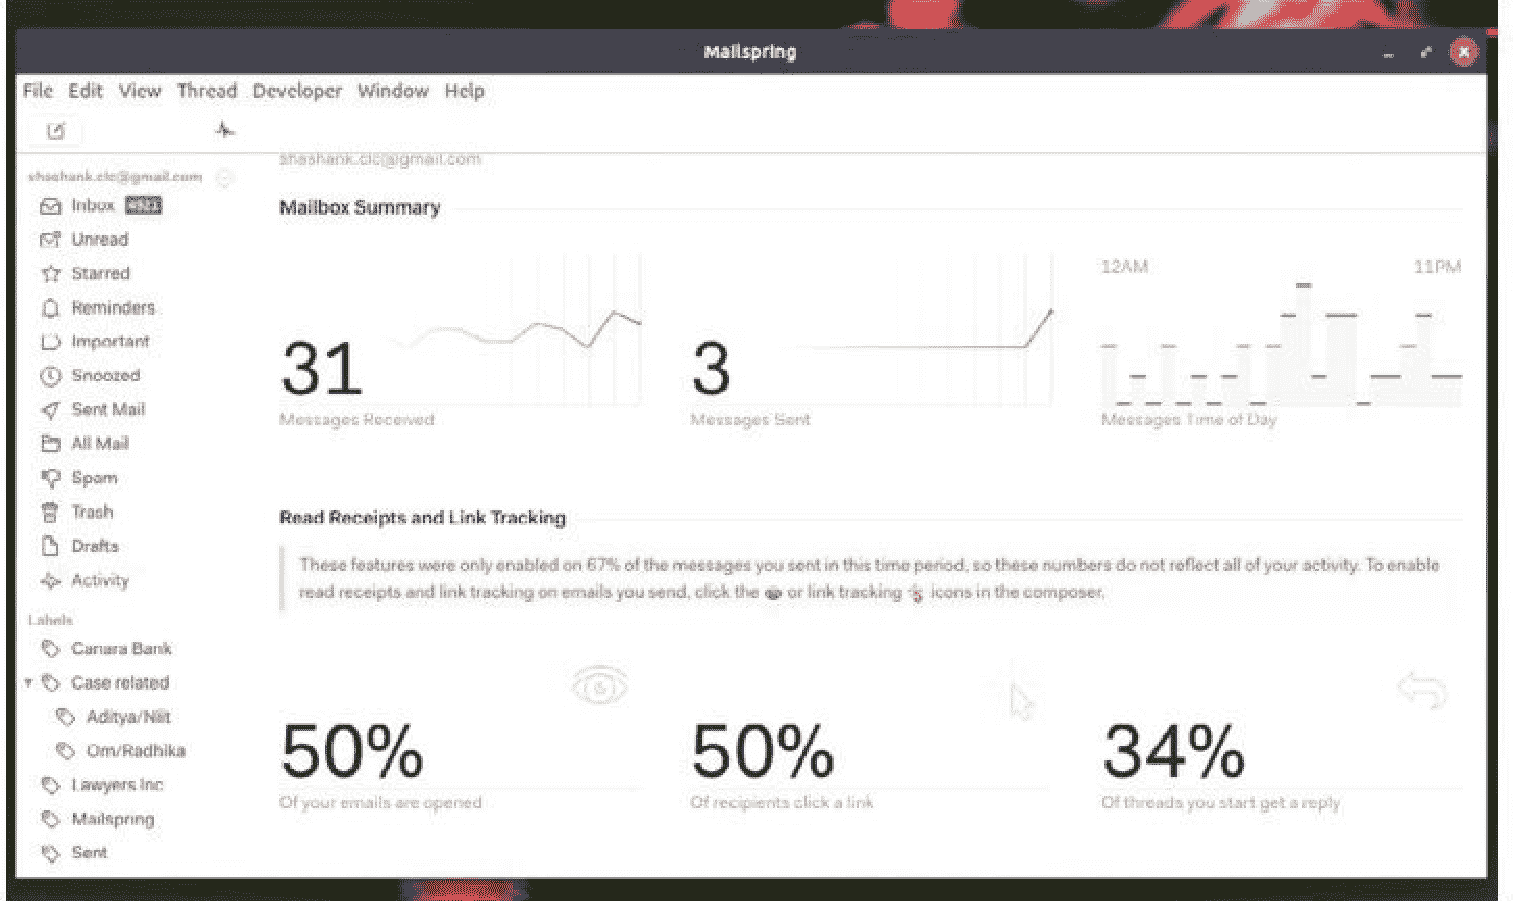 Mailspring
File Edit View Thread Developer Window Help
shashank.clc@gmail.com
shashank.clc@gmail.com
Inbox
Unread
Starred
Reminders
Important
Snoozed
Sent Mail
All Mail
Spam
Trash
Drafts
Activity
Labels
Canara Bank
Case related
Aditya/Niit
Om/Radhika
Lawyers Inc
Mailspring
Sent
Mailbox Summary
31
Messages Received
3
Messages Sent
12AM 11PM
Messages Time of Day
Read Receipts and Link Tracking
These features were only enabled on 67% of the messages you sent in this time period, so these numbers do not reflect all of your activity. To enable
read receipts and link tracking on emails you send, click the or link tracking icons in the composer.
50%
Of your emails are opened
50%
Of recipients click a link
34%
Of threads you start get a reply